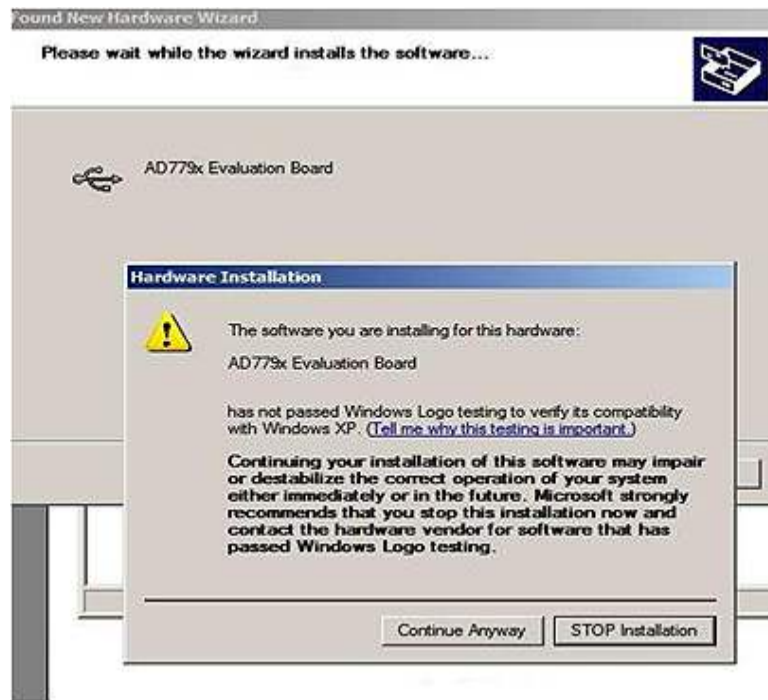 Found New Hardware Wizard
Please wait while the wizard installs the software...
AD779x Evaluation Board
Hardware Installation
The software you are installing for this hardware:
AD779x Evaluation Board
has not passed Windows Logo testing to verify its compatibility
with Windows XP. (Tell me why this testing is important.)
Continuing your installation of this software may impair
or destabilize the correct operation of your system
either immediately or in the future. Microsoft strongly
recommends that you stop this installation now and
contact the hardware vendor for software that has
passed Windows Logo testing.
Continue Anyway
STOP Installation